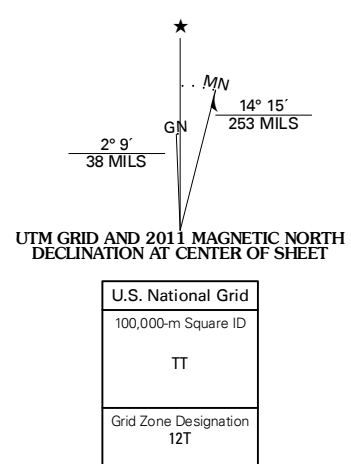 ★
MN
14° 15´
253 MILS
GN
2° 9´
38 MILS
UTM GRID AND 2011 MAGNETIC NORTH
DECLINATION AT CENTER OF SHEET
U.S. National Grid
100,000-m Square ID
TT
Grid Zone Designation
12T